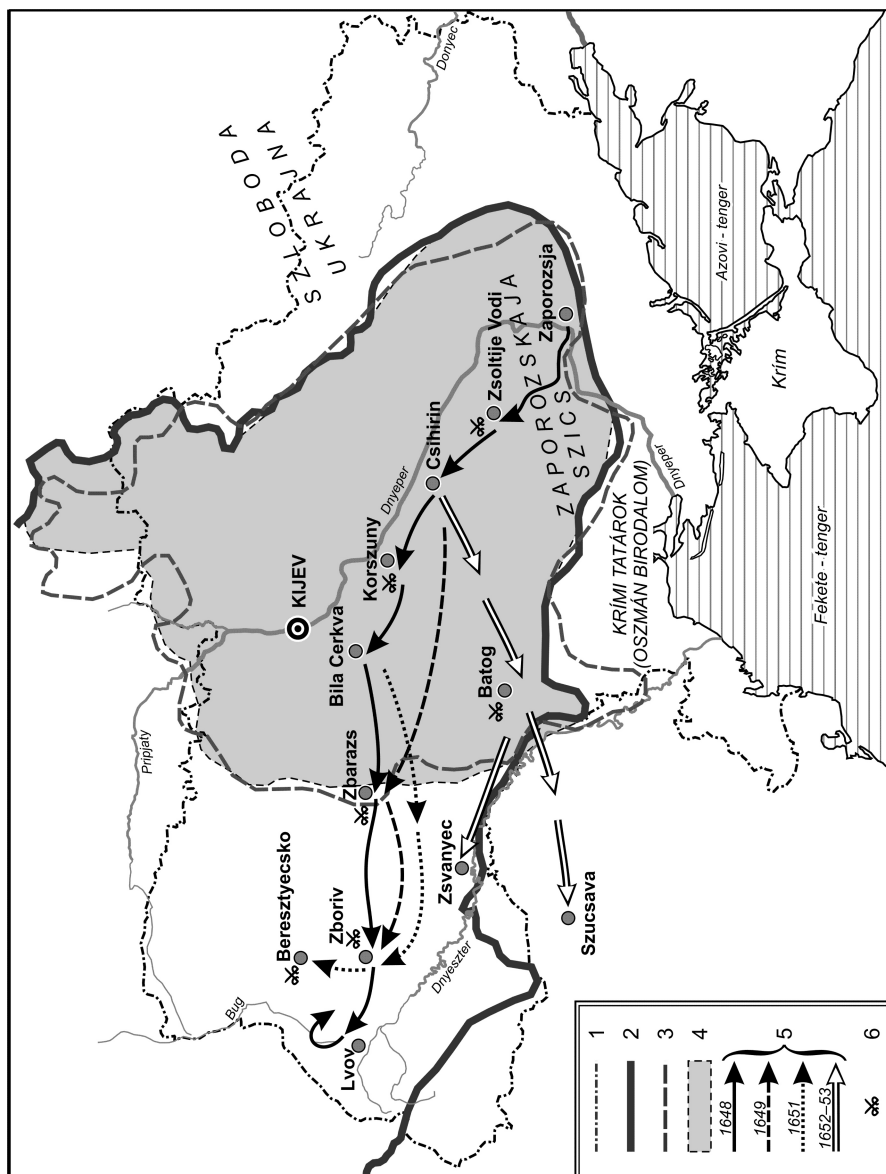 SZLOBODA
UKRAJNA
Donyec
Pripjaty
KIJEV
Dnyeper
Csihirin
Zsoltije Vodi
Zaporozsja
ZAPOROZSKAJA
SZICS
Korszuny
Bila Cerkva
Batog
Zbarazs
Beresztyecsko
Zboriv
Bug
Lvov
Zsvanyec
Dnyeszter
Szucsava
KRÍMI TATÁROK
(OSZMÁN BIRODALOM)
Dnyeper
Azovi - tenger
Krím
Fekete - tenger
1
2
3
4
1648
1649
1651
1652–53
5
6